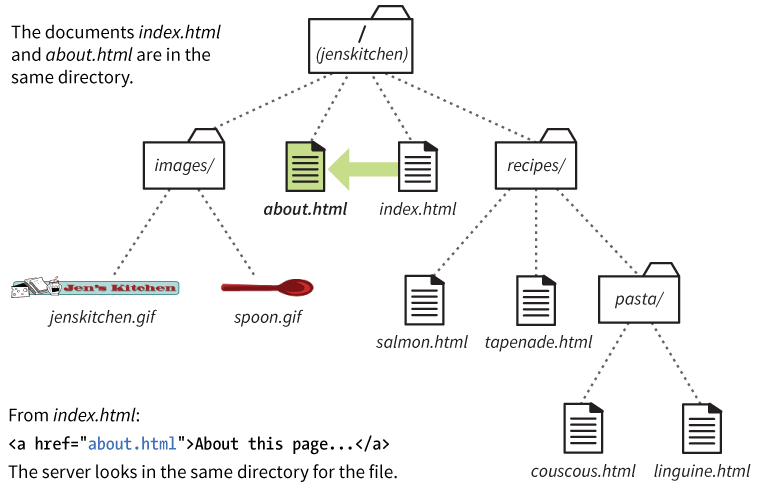 The documents index.html
and about.html are in the
same directory.
/
(jenskitchen)
images/
about.html
index.html
recipes/
Jen's Kitchen
jenskitchen.gif
spoon.gif
salmon.html
tapenade.html
pasta/
couscous.html
linguine.html
From index.html:
<a href="about.html">About this page...</a>
The server looks in the same directory for the file.